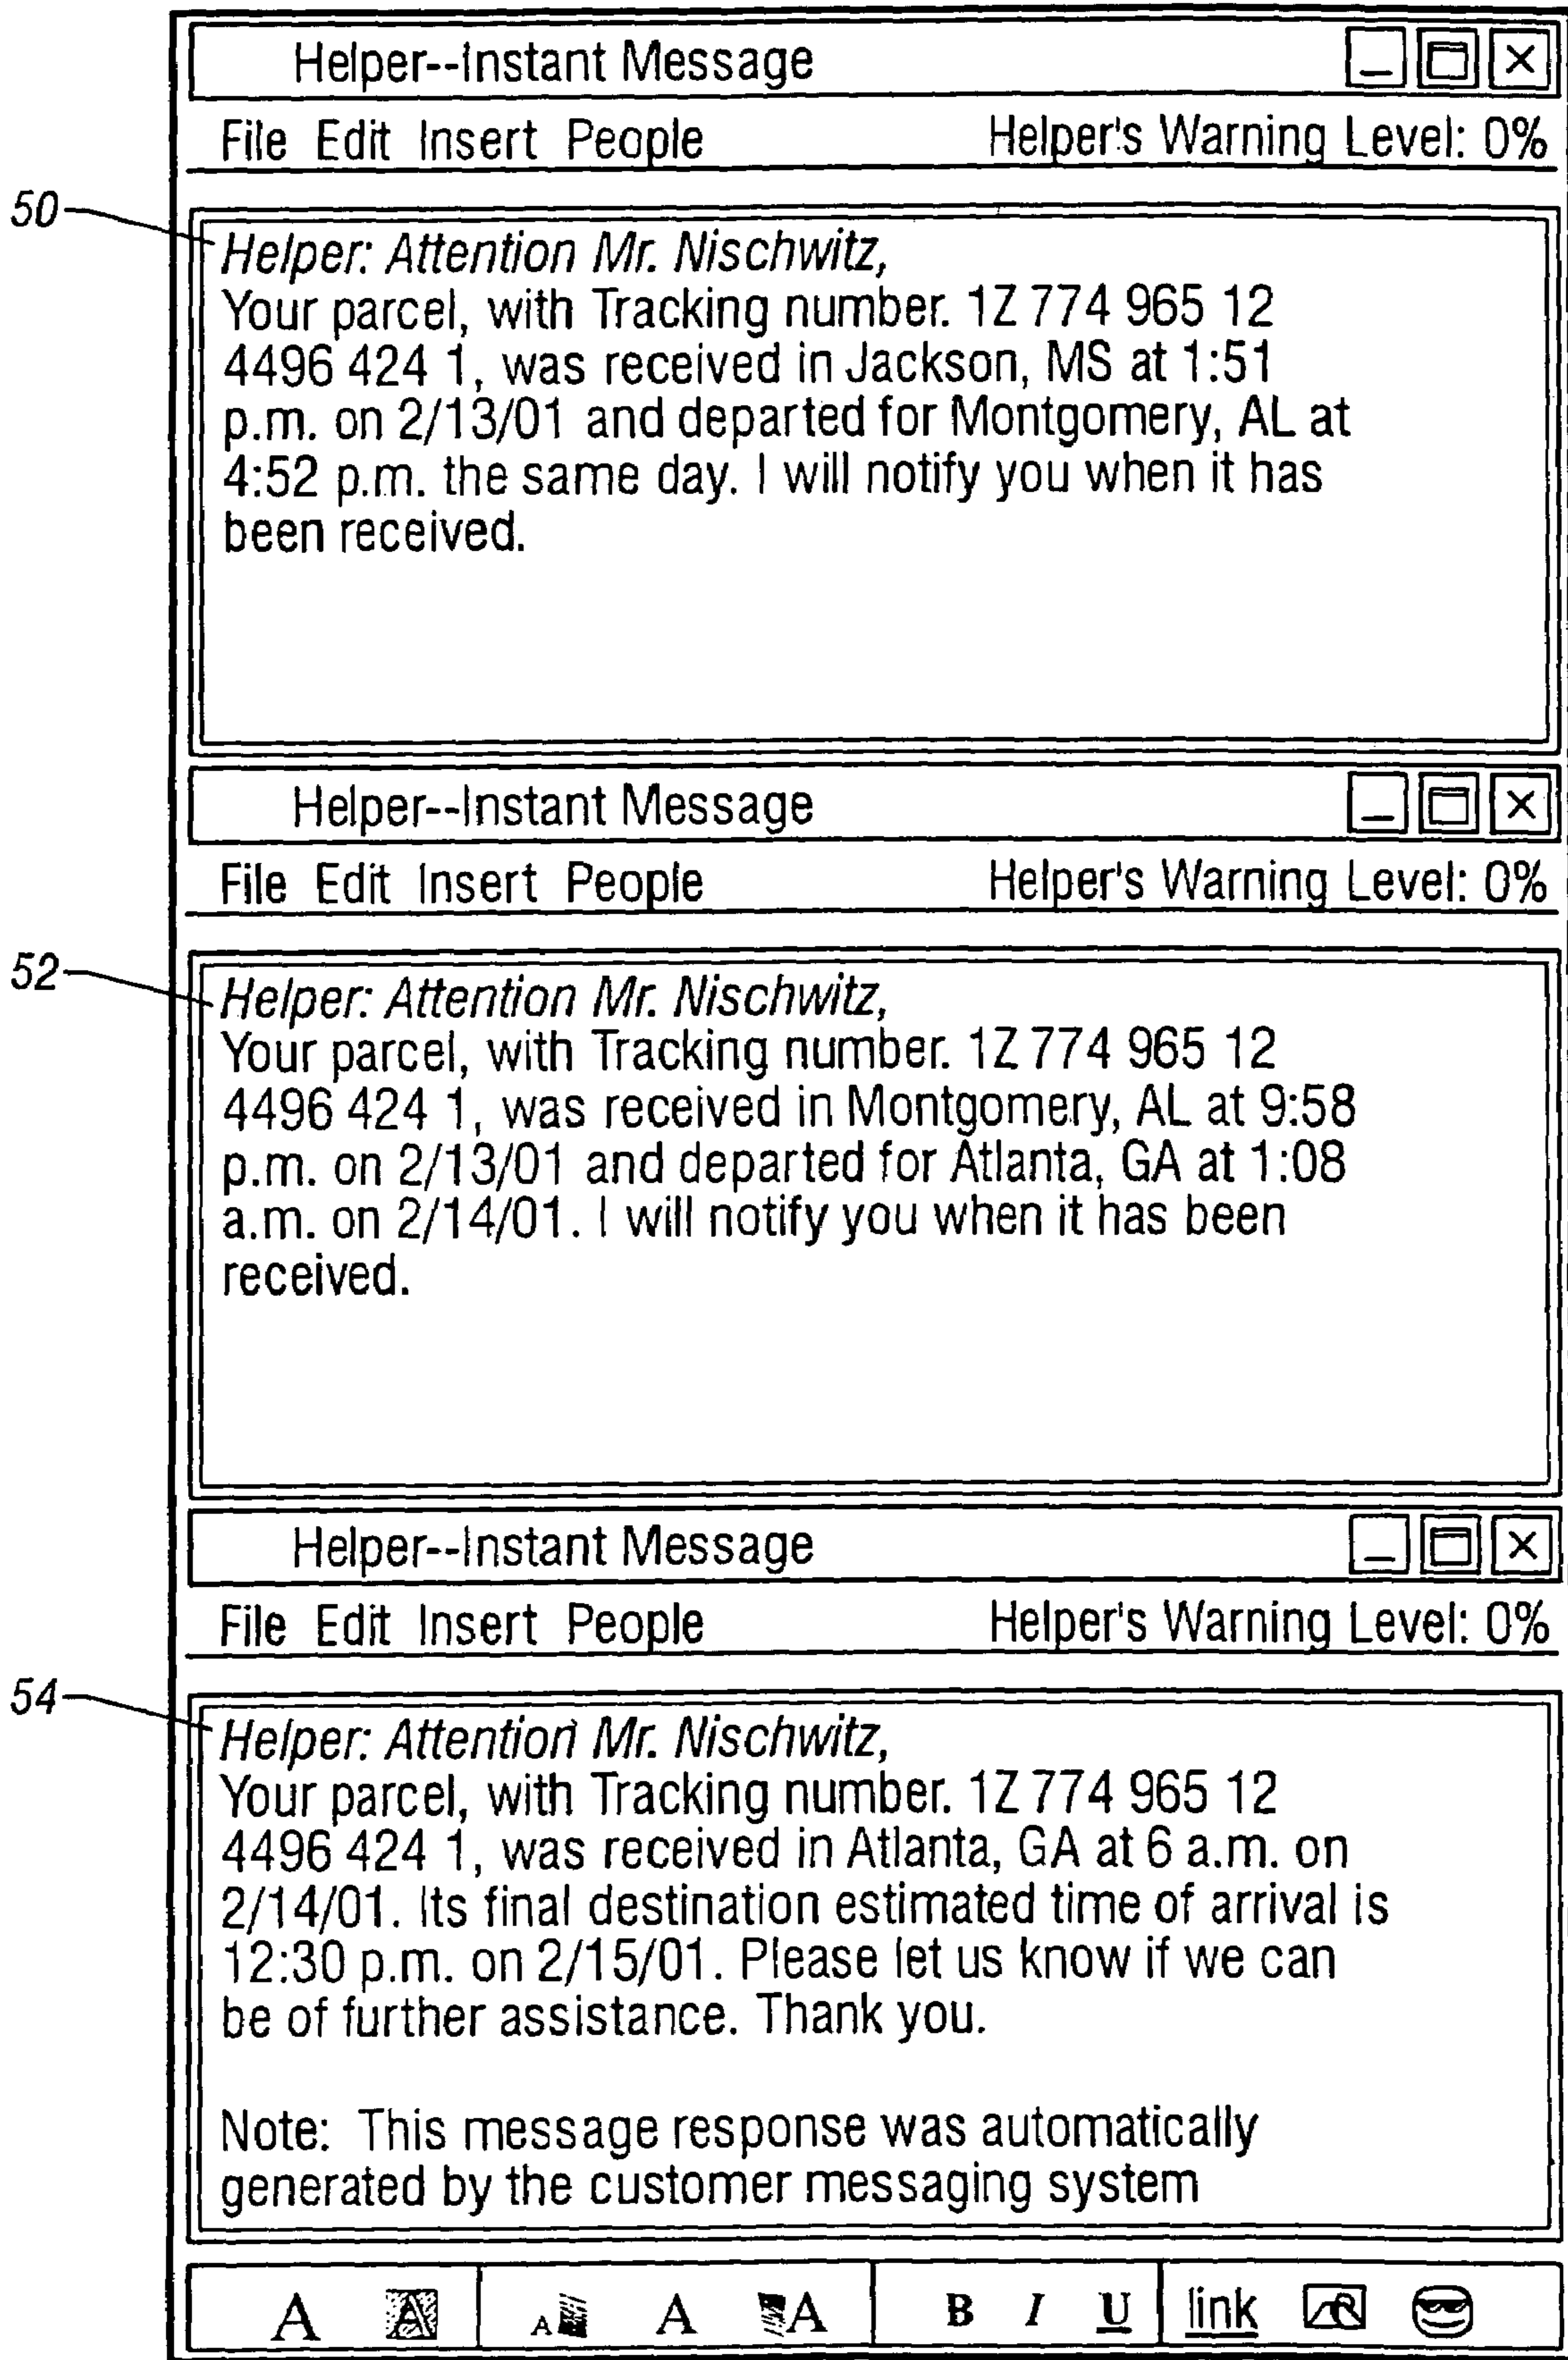 Helper--Instant Message
File Edit Insert People Helper's Warning Level: 0%
50
Helper: Attention Mr. Nischwitz,
Your parcel, with Tracking number. 1Z 774 965 12
4496 424 1, was received in Jackson, MS at 1:51
p.m. on 2/13/01 and departed for Montgomery, AL at
4:52 p.m. the same day. I will notify you when it has
been received.
Helper--Instant Message
File Edit Insert People Helper's Warning Level: 0%
52
Helper: Attention Mr. Nischwitz,
Your parcel, with Tracking number. 1Z 774 965 12
4496 424 1, was received in Montgomery, AL at 9:58
p.m. on 2/13/01 and departed for Atlanta, GA at 1:08
a.m. on 2/14/01. I will notify you when it has been
received.
Helper--Instant Message
File Edit Insert People Helper's Warning Level: 0%
54
Helper: Attention Mr. Nischwitz,
Your parcel, with Tracking number. 1Z 774 965 12
4496 424 1, was received in Atlanta, GA at 6 a.m. on
2/14/01. Its final destination estimated time of arrival is
12:30 p.m. on 2/15/01. Please let us know if we can
be of further assistance. Thank you.
Note: This message response was automatically
generated by the customer messaging system
A A A A A B I U link